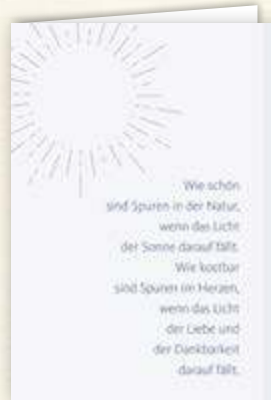 Wie schön
sind Spuren in der Natur,
wenn das Licht
der Sonne darauf fällt.
Wie kostbar
sind Spuren im Herzen,
wenn das Licht
der Liebe und
der Dankbarkeit
darauf fällt.